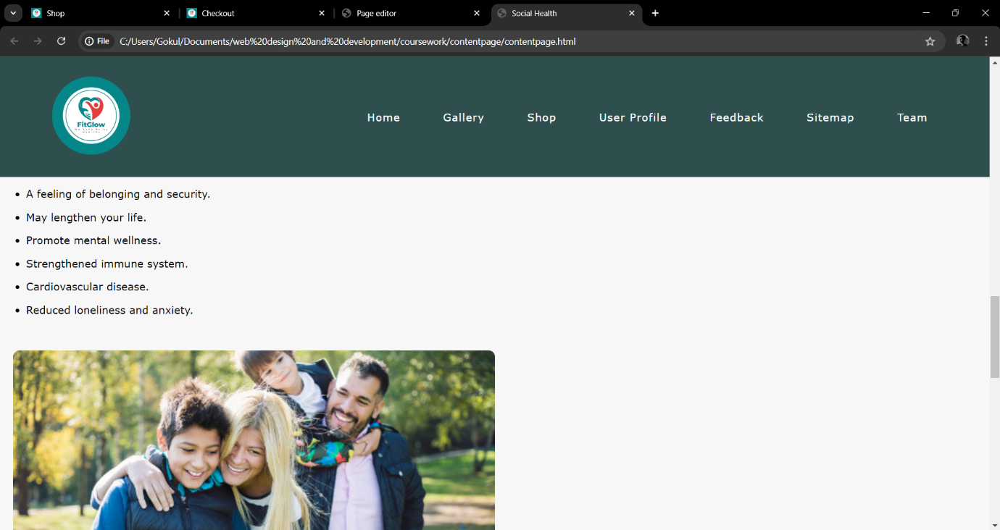 Shop
Checkout
Page editor
Social Health
File
C:/Users/Gokul/Documents/web%20design%20and%20development/coursework/contentpage/contentpage.html
FitGlow
Home
Gallery
Shop
User Profile
Feedback
Sitemap
Team
A feeling of belonging and security.
May lengthen your life.
Promote mental wellness.
Strengthened immune system.
Cardiovascular disease.
Reduced loneliness and anxiety.